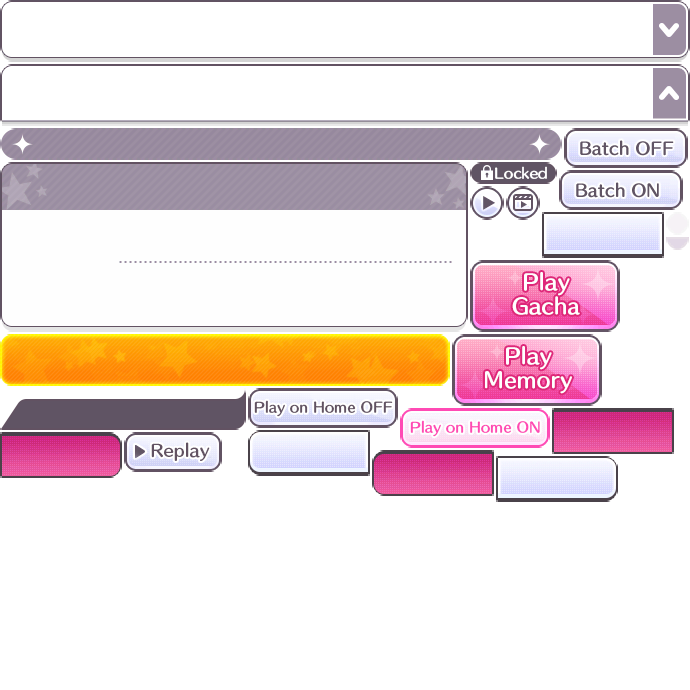 Batch OFF
Locked
Batch ON
Play
Gacha
Play
Memory
Play on Home OFF
Play on Home ON
Replay